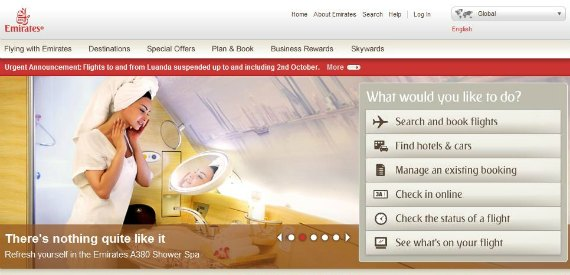 Emirates
Home About Emirates Search Help Log In
Global
English
Flying with Emirates Destinations Special Offers Plan & Book Business Rewards Skywards
Urgent Announcement: Flights to and from Luanda suspended up to and including 2nd October. More
What would you like to do?
Search and book flights
Find hotels & cars
Manage an existing booking
Check in online
Check the status of a flight
See what's on your flight
There's nothing quite like it
Refresh yourself in the Emirates A380 Shower Spa